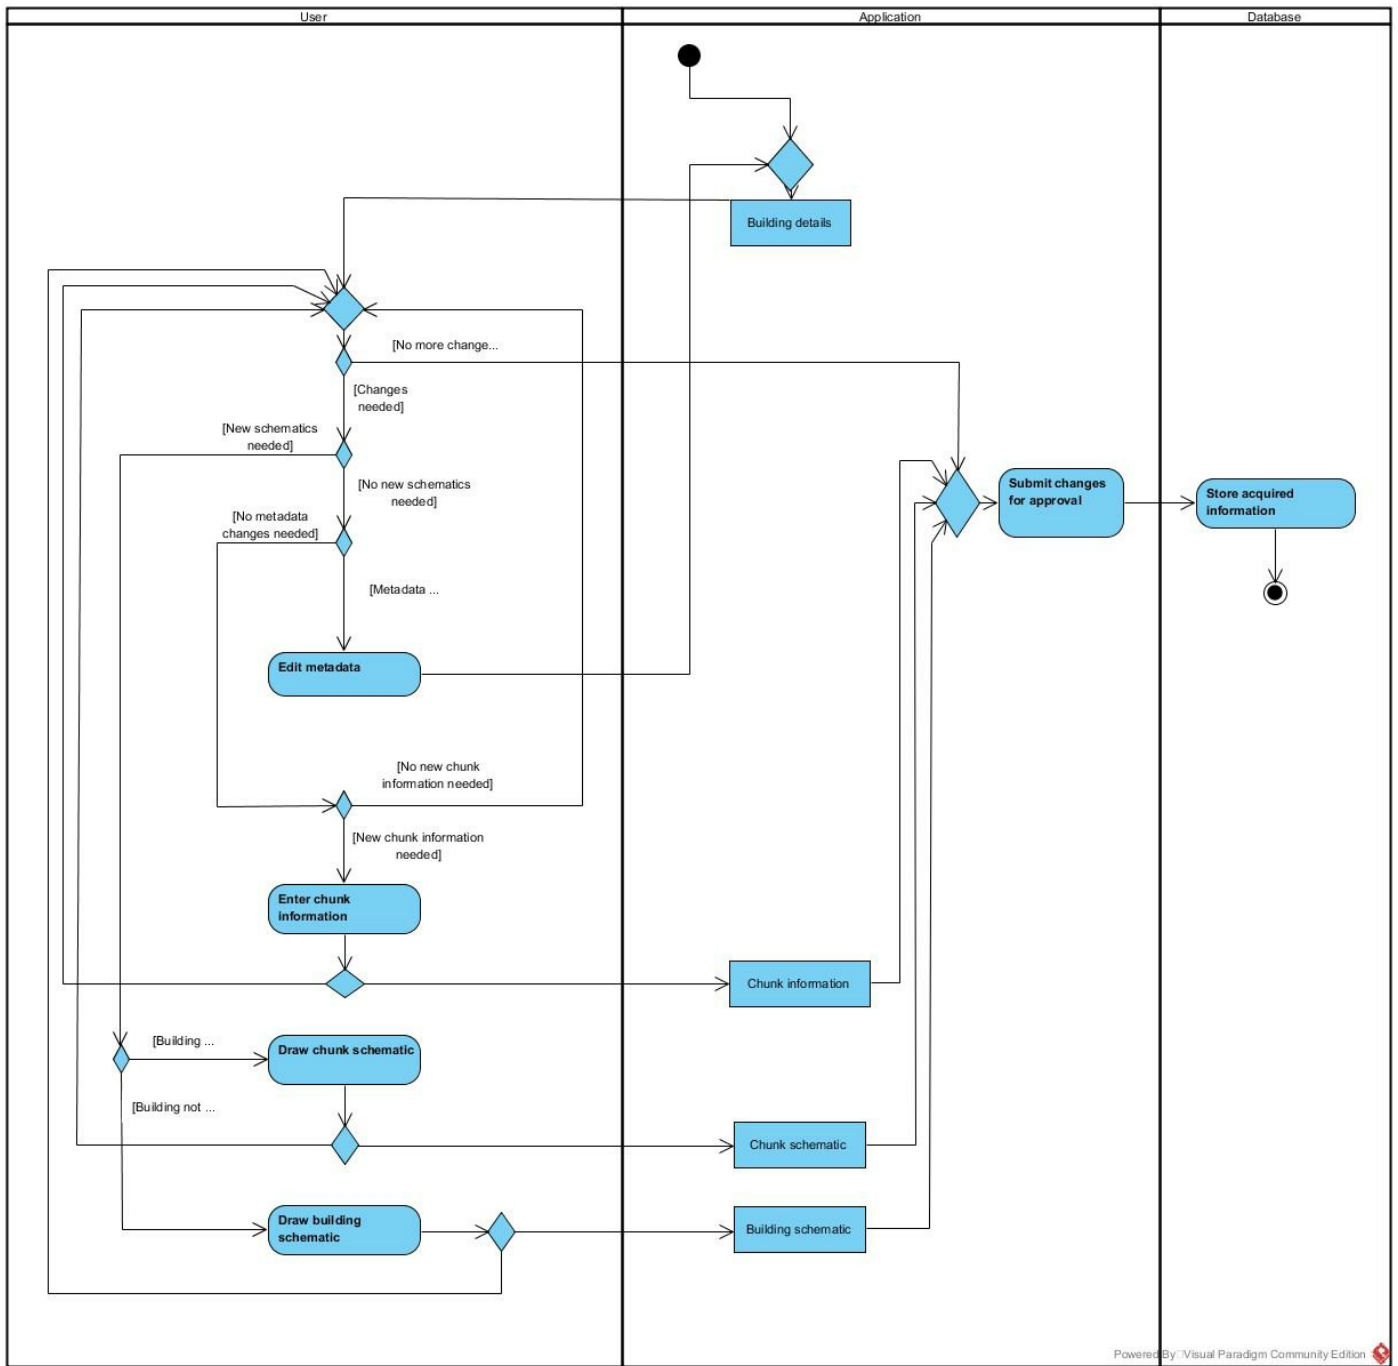 User
Application
Database
Building details
[No more change...
[Changes
needed]
[New schematics
needed]
[No new schematics
needed]
[No metadata
changes needed]
[Metadata ...
Submit changes
for approval
Store acquired
information
Edit metadata
[No new chunk
information needed]
[New chunk information
needed]
Enter chunk
information
Chunk information
[Building ...
Draw chunk schematic
[Building not ...
Chunk schematic
Draw building
schematic
Building schematic
Powered By Visual Paradigm Community Edition